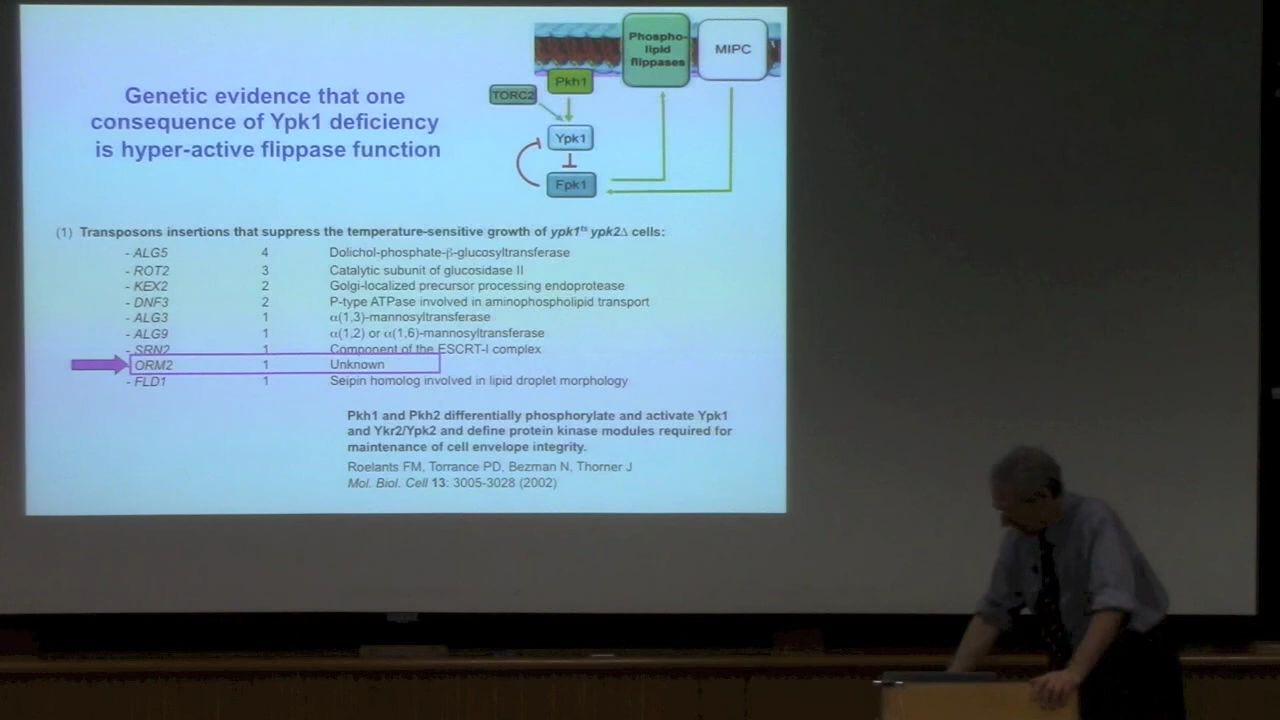 Genetic evidence that one
consequence of Ypk1 deficiency
is hyper-active flippase function
Phospho-
lipid
flippases
MIPC
Pkh1
TORC2
Ypk1
Fpk1
(1) Transposons insertions that suppress the temperature-sensitive growth of ypk1ts ypk2Δ cells:
- ALG5 4 Dolichol-phosphate-β-glucosyltransferase
- ROT2 3 Catalytic subunit of glucosidase II
- KEX2 2 Golgi-localized precursor processing endoprotease
- DNF3 2 P-type ATPase involved in aminophospholipid transport
- ALG3 1 α(1,3)-mannosyltransferase
- ALG9 1 α(1,2) or α(1,6)-mannosyltransferase
- SRN2 1 Component of the ESCRT-I complex
ORM2 1 Unknown
- FLD1 1 Seipin homolog involved in lipid droplet morphology
Pkh1 and Pkh2 differentially phosphorylate and activate Ypk1
and Ykr2/Ypk2 and define protein kinase modules required for
maintenance of cell envelope integrity.
Roelants FM, Torrance PD, Bezman N, Thorner J
Mol. Biol. Cell 13: 3005-3028 (2002)